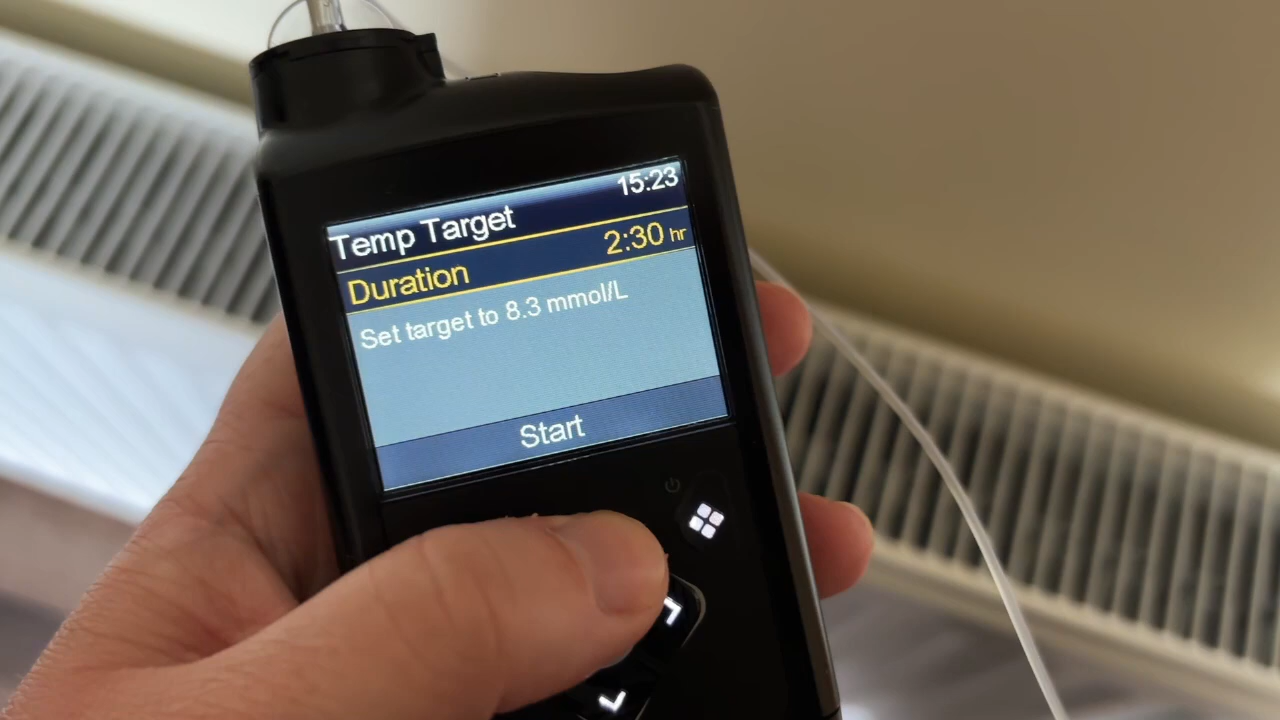 15:23
Temp Target
Duration 2:30 hr
Set target to 8.3 mmol/L
Start